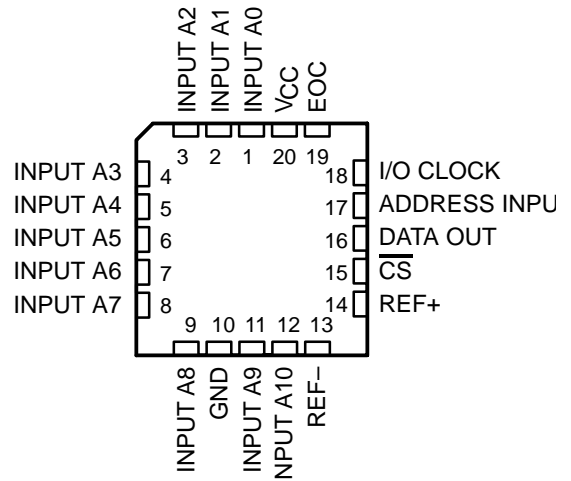 INPUT A2
INPUT A1
INPUT A0
VCC
EOC
3 2 1 20 19
INPUT A3 4
INPUT A4 5
INPUT A5 6
INPUT A6 7
INPUT A7 8
18 I/O CLOCK
17 ADDRESS INPU
16 DATA OUT
15 CS
14 REF+
9 10 11 12 13
INPUT A8
GND
INPUT A9
NPUT A10
REF–